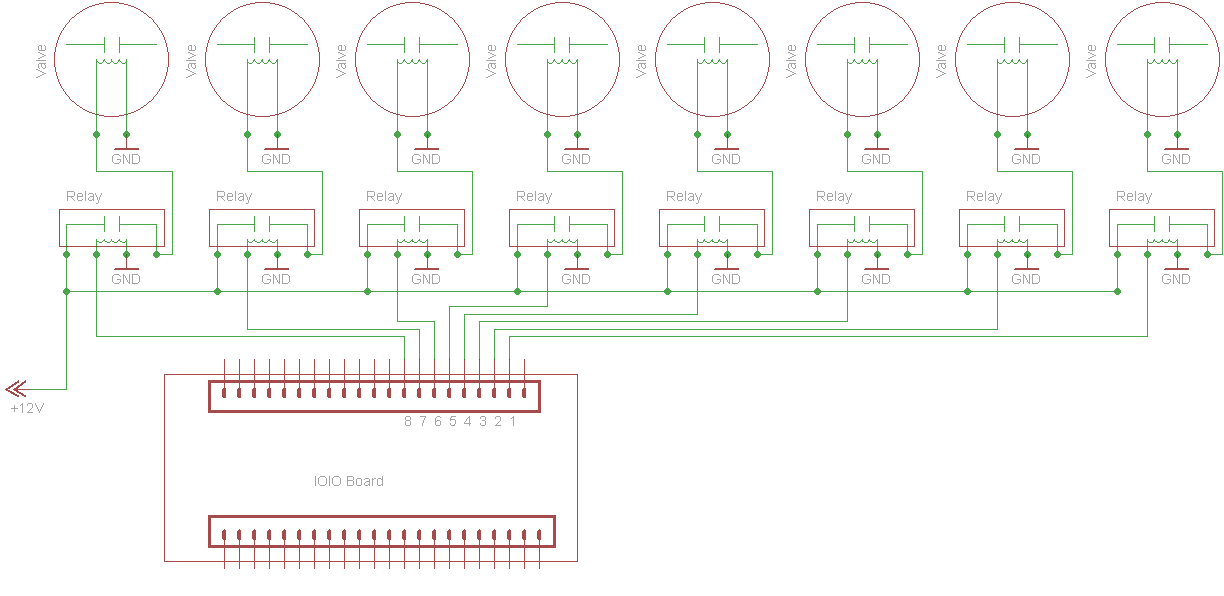 Valve Valve Valve Valve Valve Valve Valve Valve
GND GND GND GND GND GND GND GND
Relay Relay Relay Relay Relay Relay Relay Relay
GND GND GND GND GND GND GND GND
+12V
8 7 6 5 4 3 2 1
IOIO Board